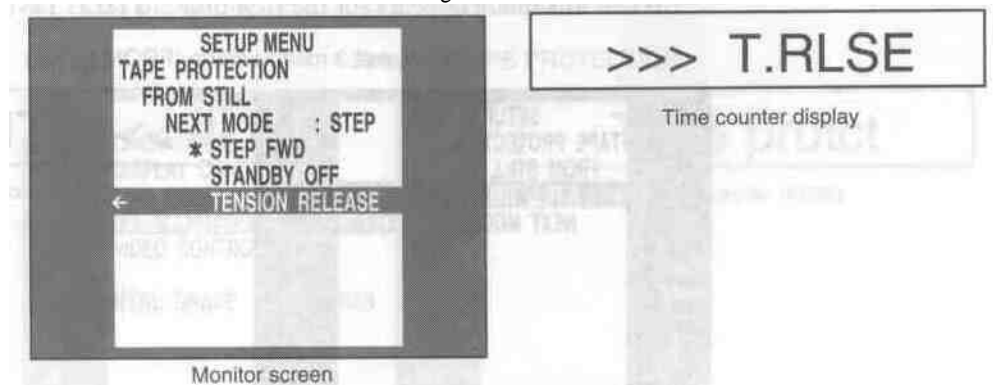 SETUP MENU
TAPE PROTECTION
FROM STILL
NEXT MODE : STEP
* STEP FWD
STANDBY OFF
← TENSION RELEASE
Monitor screen
>>> T.RLSE
Time counter display